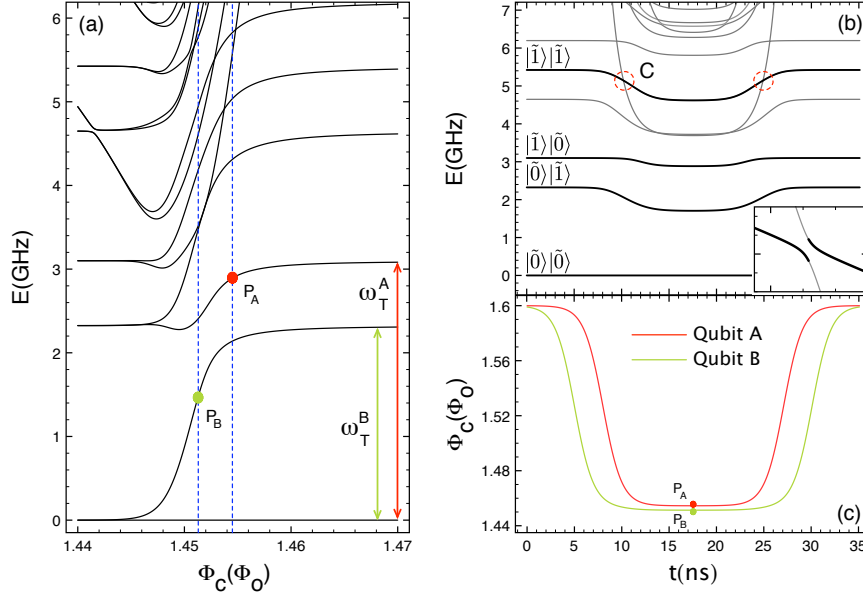 (a)
E(GHz)
6
5
4
3
2
1
0
P_A
P_B
ω_T^A
ω_T^B
1.44
1.45
1.46
1.47
Φ_c(Φ_o)
(b)
E(GHz)
7
6
5
4
3
2
1
0
|1̃⟩|1̃⟩
C
|1̃⟩|0̃⟩
|0̃⟩|1̃⟩
|0̃⟩|0̃⟩
(c)
Φ_c(Φ_o)
1.6
1.56
1.52
1.48
1.44
Qubit A
Qubit B
P_A
P_B
0
5
10
15
20
25
30
35
t(ns)